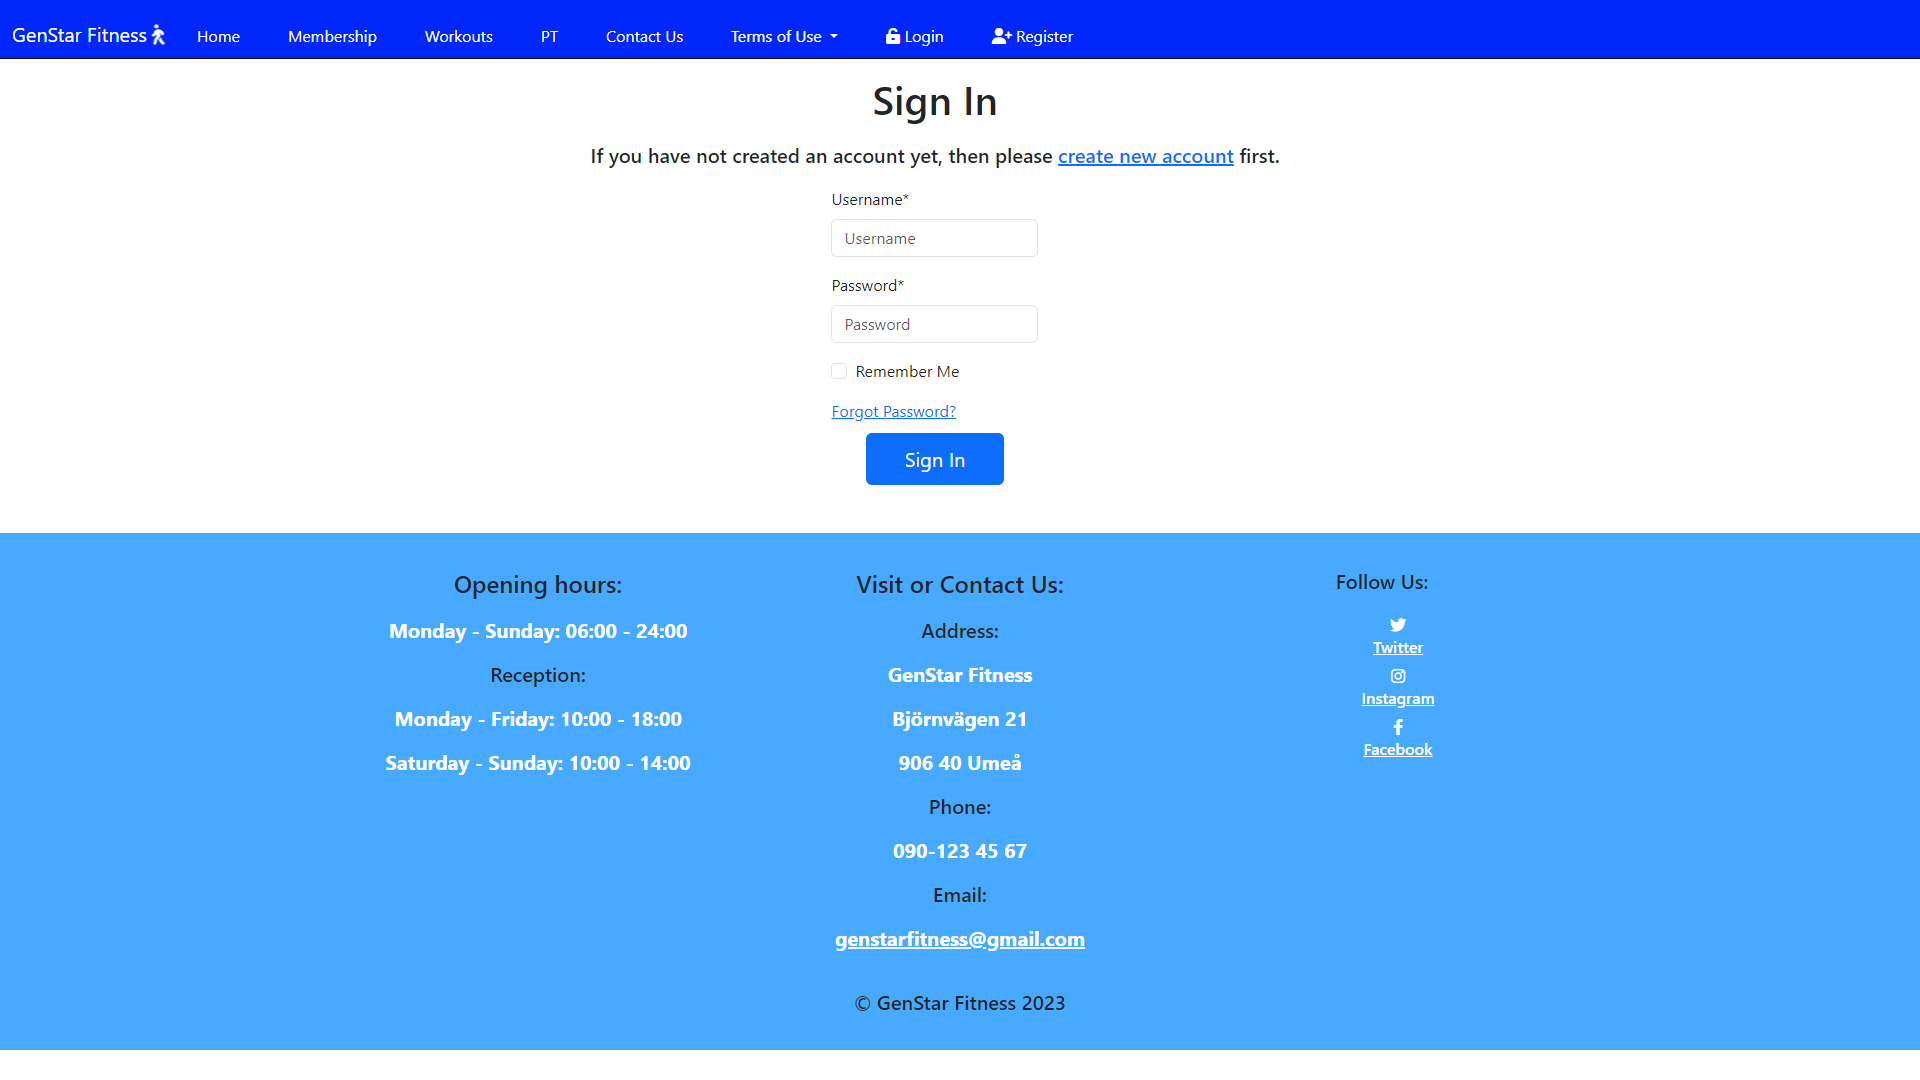 GenStar Fitness Home Membership Workouts PT Contact Us Terms of Use Login Register
Sign In
If you have not created an account yet, then please create new account first.
Username*
Username
Password*
Password
Remember Me
Forgot Password?
Sign In
Opening hours:
Monday - Sunday: 06:00 - 24:00
Reception:
Monday - Friday: 10:00 - 18:00
Saturday - Sunday: 10:00 - 14:00
Visit or Contact Us:
Address:
GenStar Fitness
Björnvägen 21
906 40 Umeå
Phone:
090-123 45 67
Email:
genstarfitness@gmail.com
Follow Us:
Twitter
Instagram
Facebook
© GenStar Fitness 2023